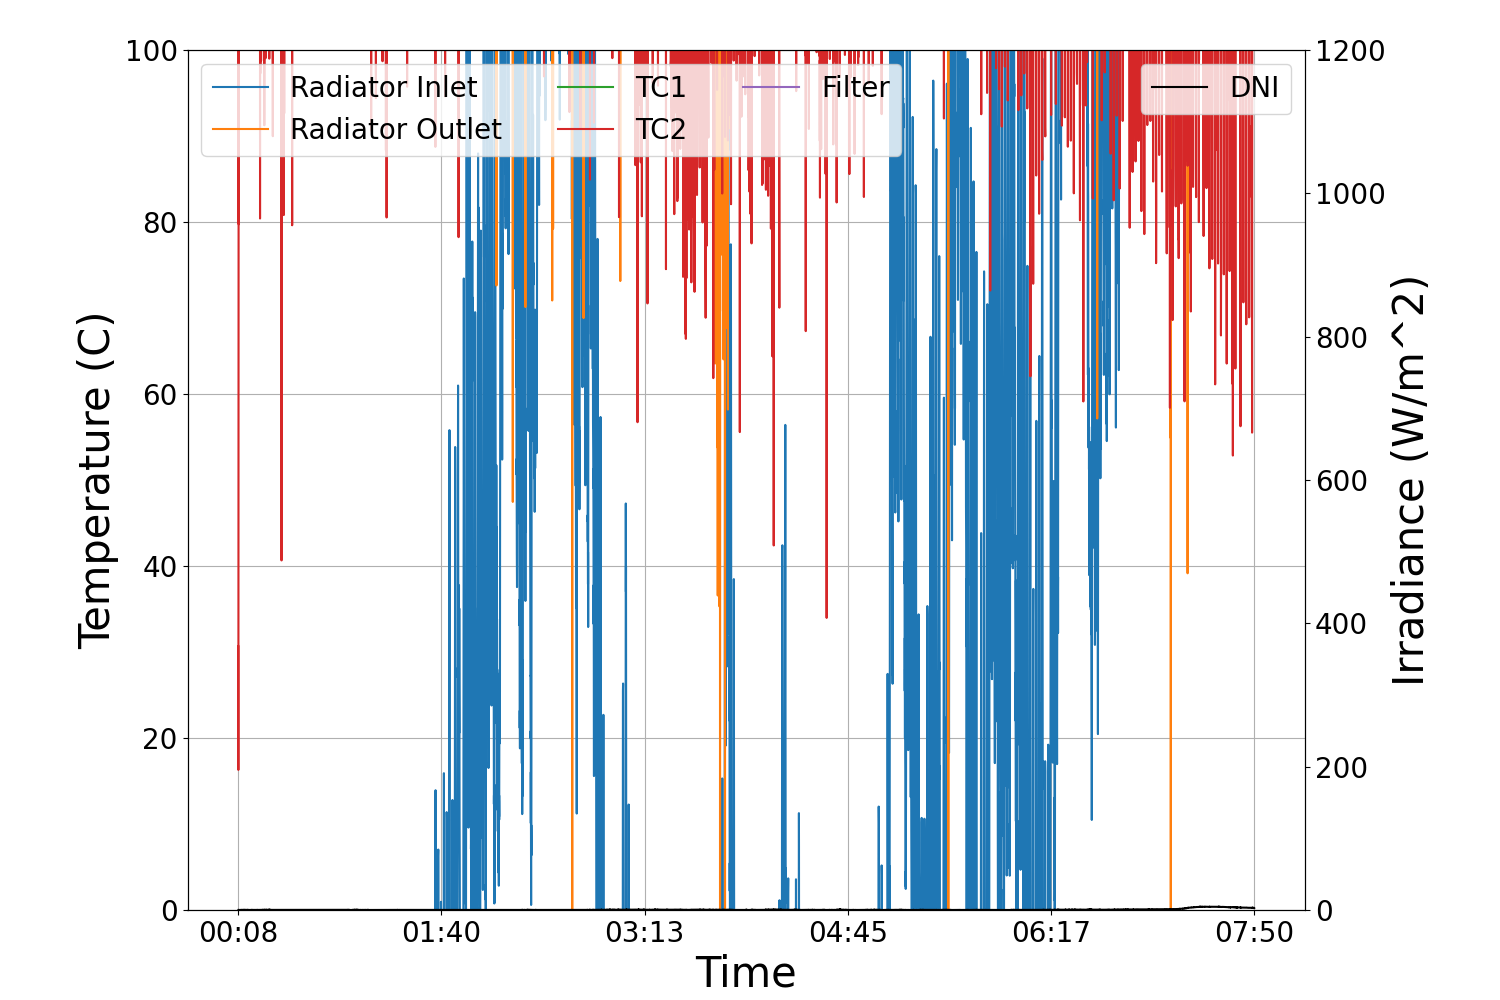 100
80
60
40
20
0
Temperature (C)
Radiator Inlet
Radiator Outlet
TC1
TC2
Filter
DNI
1200
1000
800
600
400
200
0
Irradiance (W/m^2)
00:08
01:40
03:13
04:45
06:17
07:50
Time